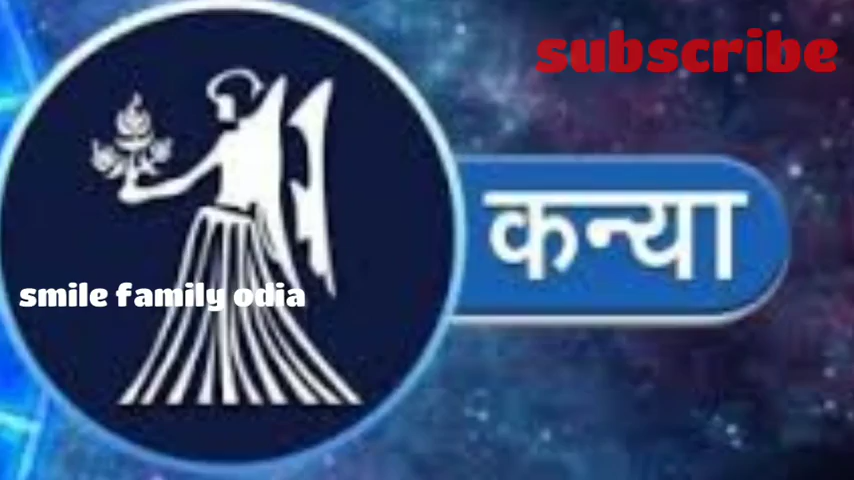 subscribe
कन्या
smile family odia